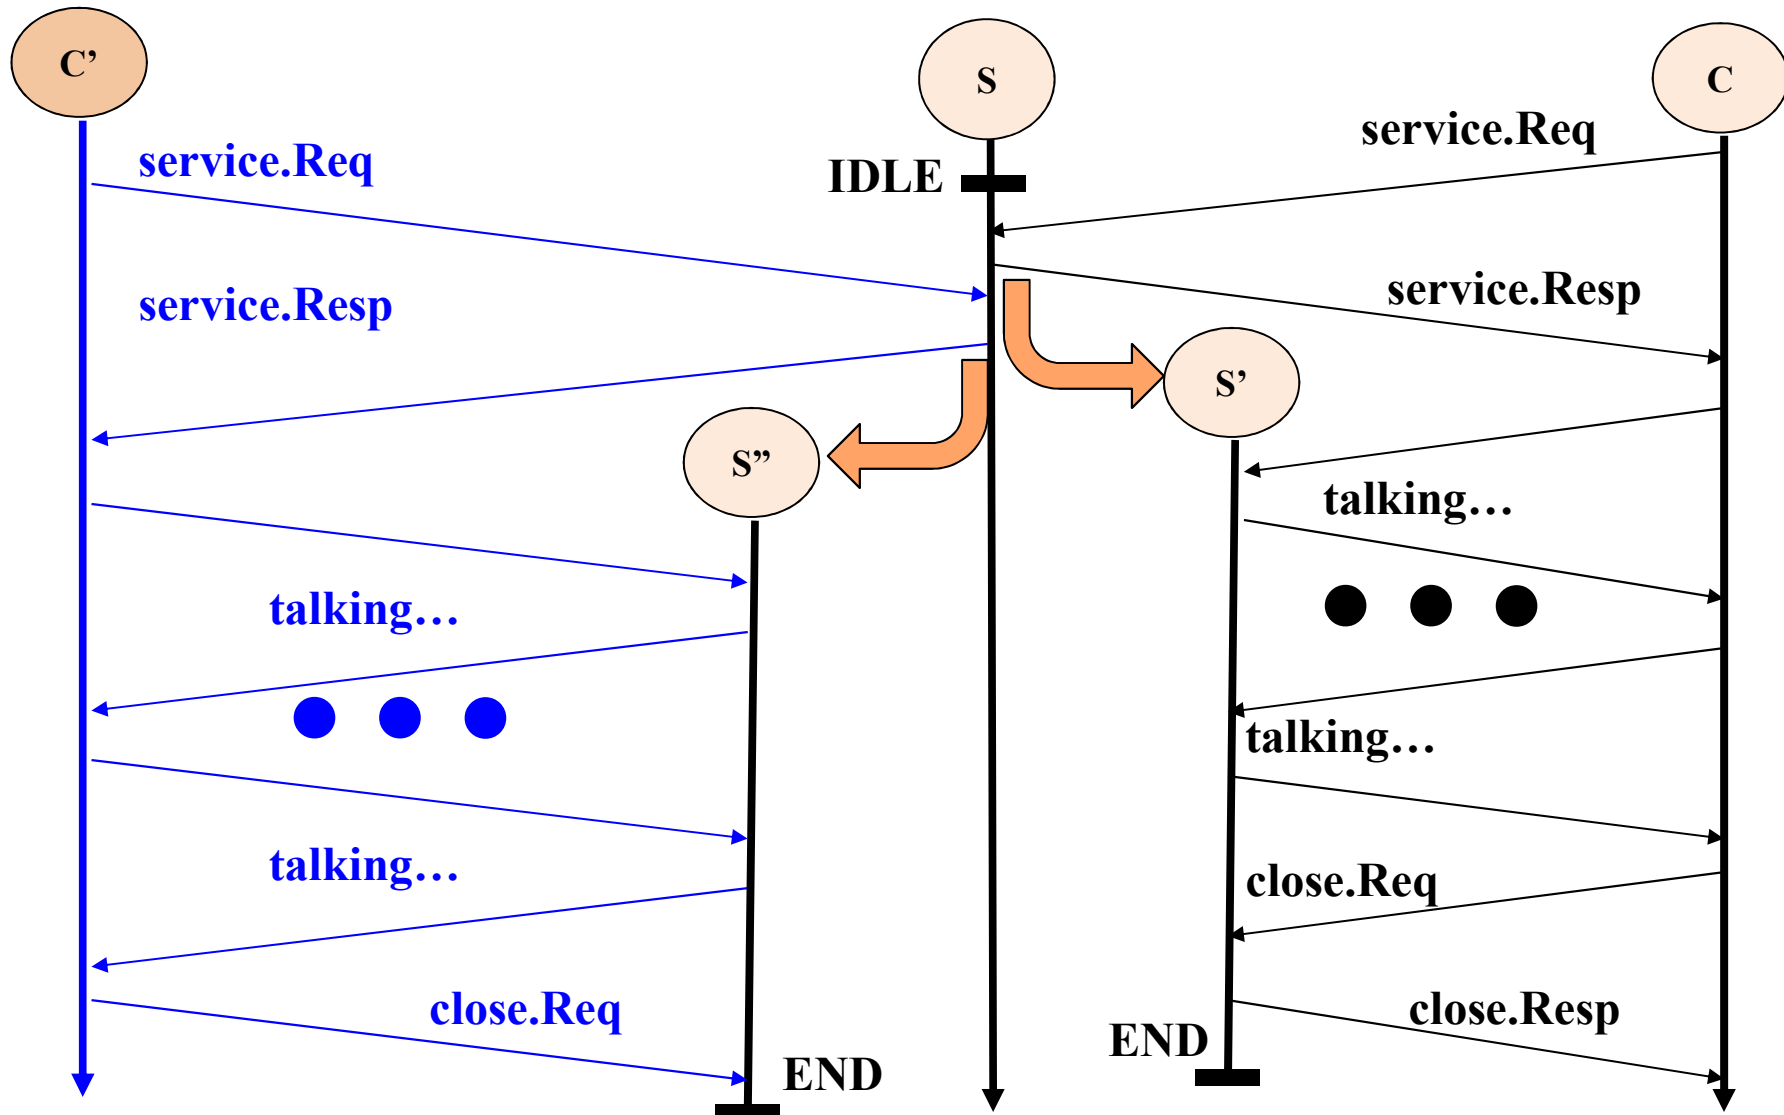 C’
S
C
service.Req
service.Req
IDLE
service.Resp
service.Resp
S’
S”
talking…
talking…
talking…
talking…
close.Req
close.Req
close.Resp
END
END